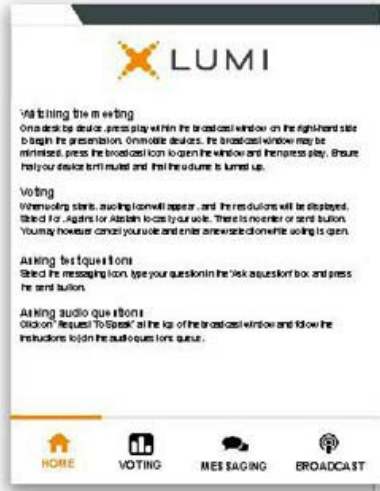 LUMI
Watching the meeting
On a desktop device, press play within the broadcast window on the right-hand side
to begin the presentation. On mobile devices, the broadcast window may be
minimised, press the broadcast icon to open the window and then press play. Ensure
that your device isn't muted and that the volume is turned up.
Voting
When voting starts, a voting icon will appear, and the resolutions will be displayed.
Select For, Against or Abstain to cast your vote. There is no enter or send button.
You may however cancel your vote and enter a new selection while voting is open.
Asking text questions
Select the messaging icon, type your question in the 'Ask a question' box and press
the send button.
Asking audio questions
Click on "Request To Speak" at the top of the broadcast window and follow the
instructions to join the audio questions queue.
HOME
VOTING
MESSAGING
BROADCAST